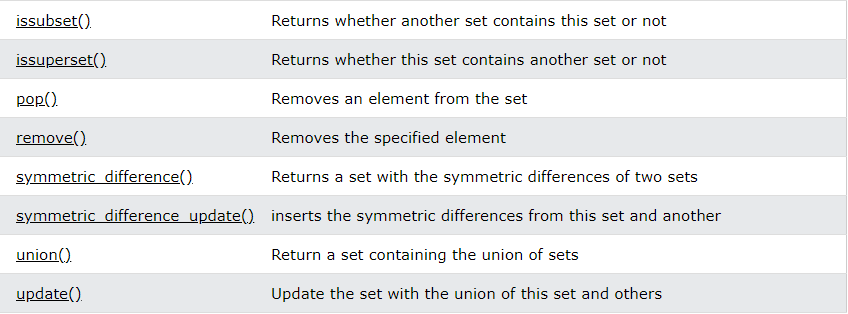 issubset() Returns whether another set contains this set or not
issuperset() Returns whether this set contains another set or not
pop() Removes an element from the set
remove() Removes the specified element
symmetric_difference() Returns a set with the symmetric differences of two sets
symmetric_difference_update() inserts the symmetric differences from this set and another
union() Return a set containing the union of sets
update() Update the set with the union of this set and others